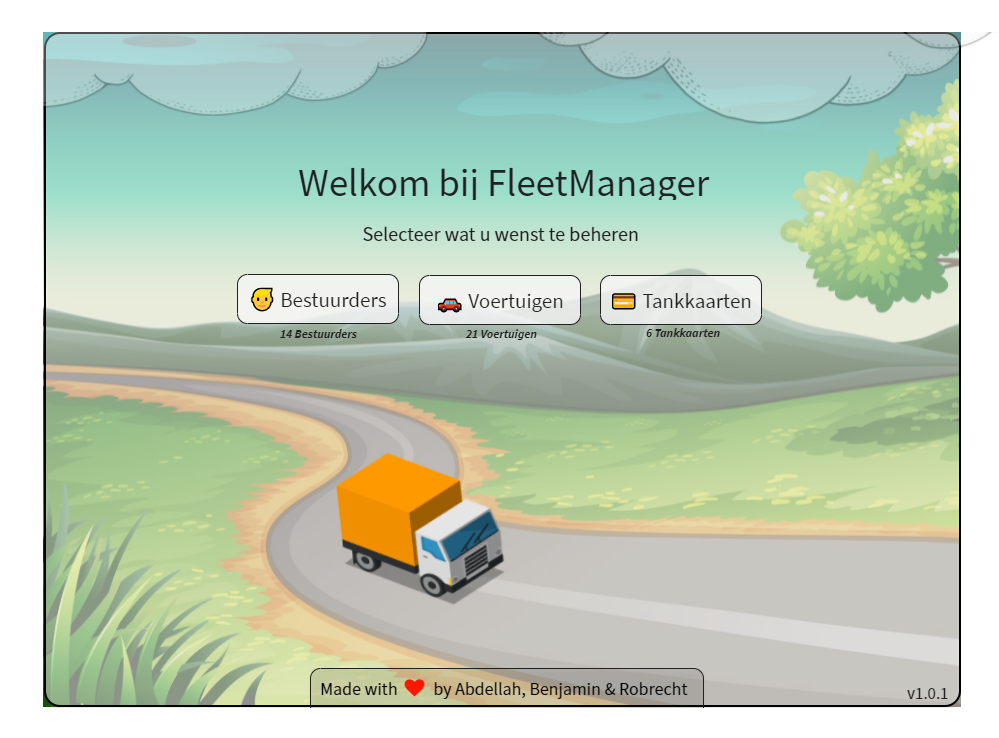 Welkom bij FleetManager
Selecteer wat u wenst te beheren
Bestuurders Voertuigen Tankkaarten
14 Bestuurders 21 Voertuigen 6 Tankkaarten
Made with ❤ by Abdellah, Benjamin & Robrecht
v1.0.1